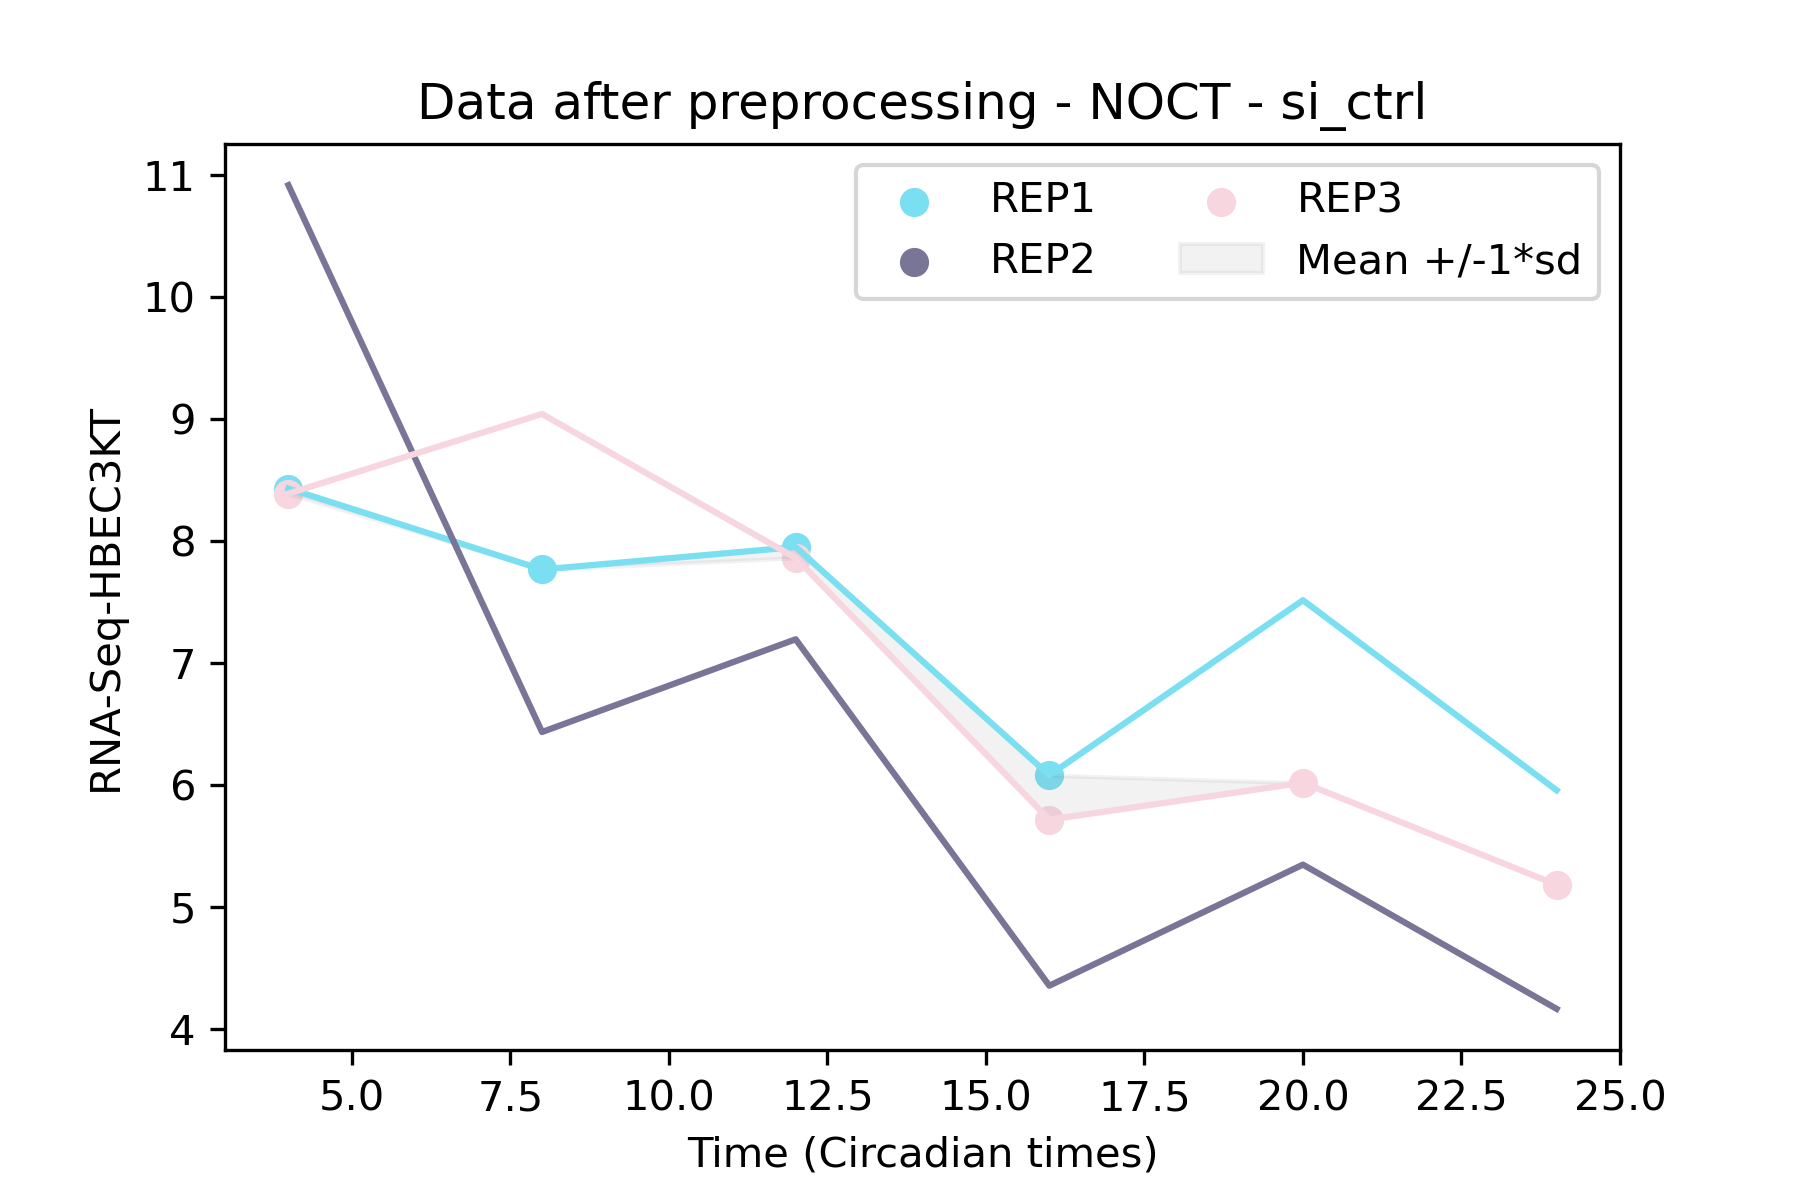 Data after preprocessing - NOCT - si_ctrl
REP1
REP2
REP3
Mean +/-1*sd
RNA-Seq-HBEC3KT
11
10
9
8
7
6
5
4
5.0 7.5 10.0 12.5 15.0 17.5 20.0 22.5 25.0
Time (Circadian times)